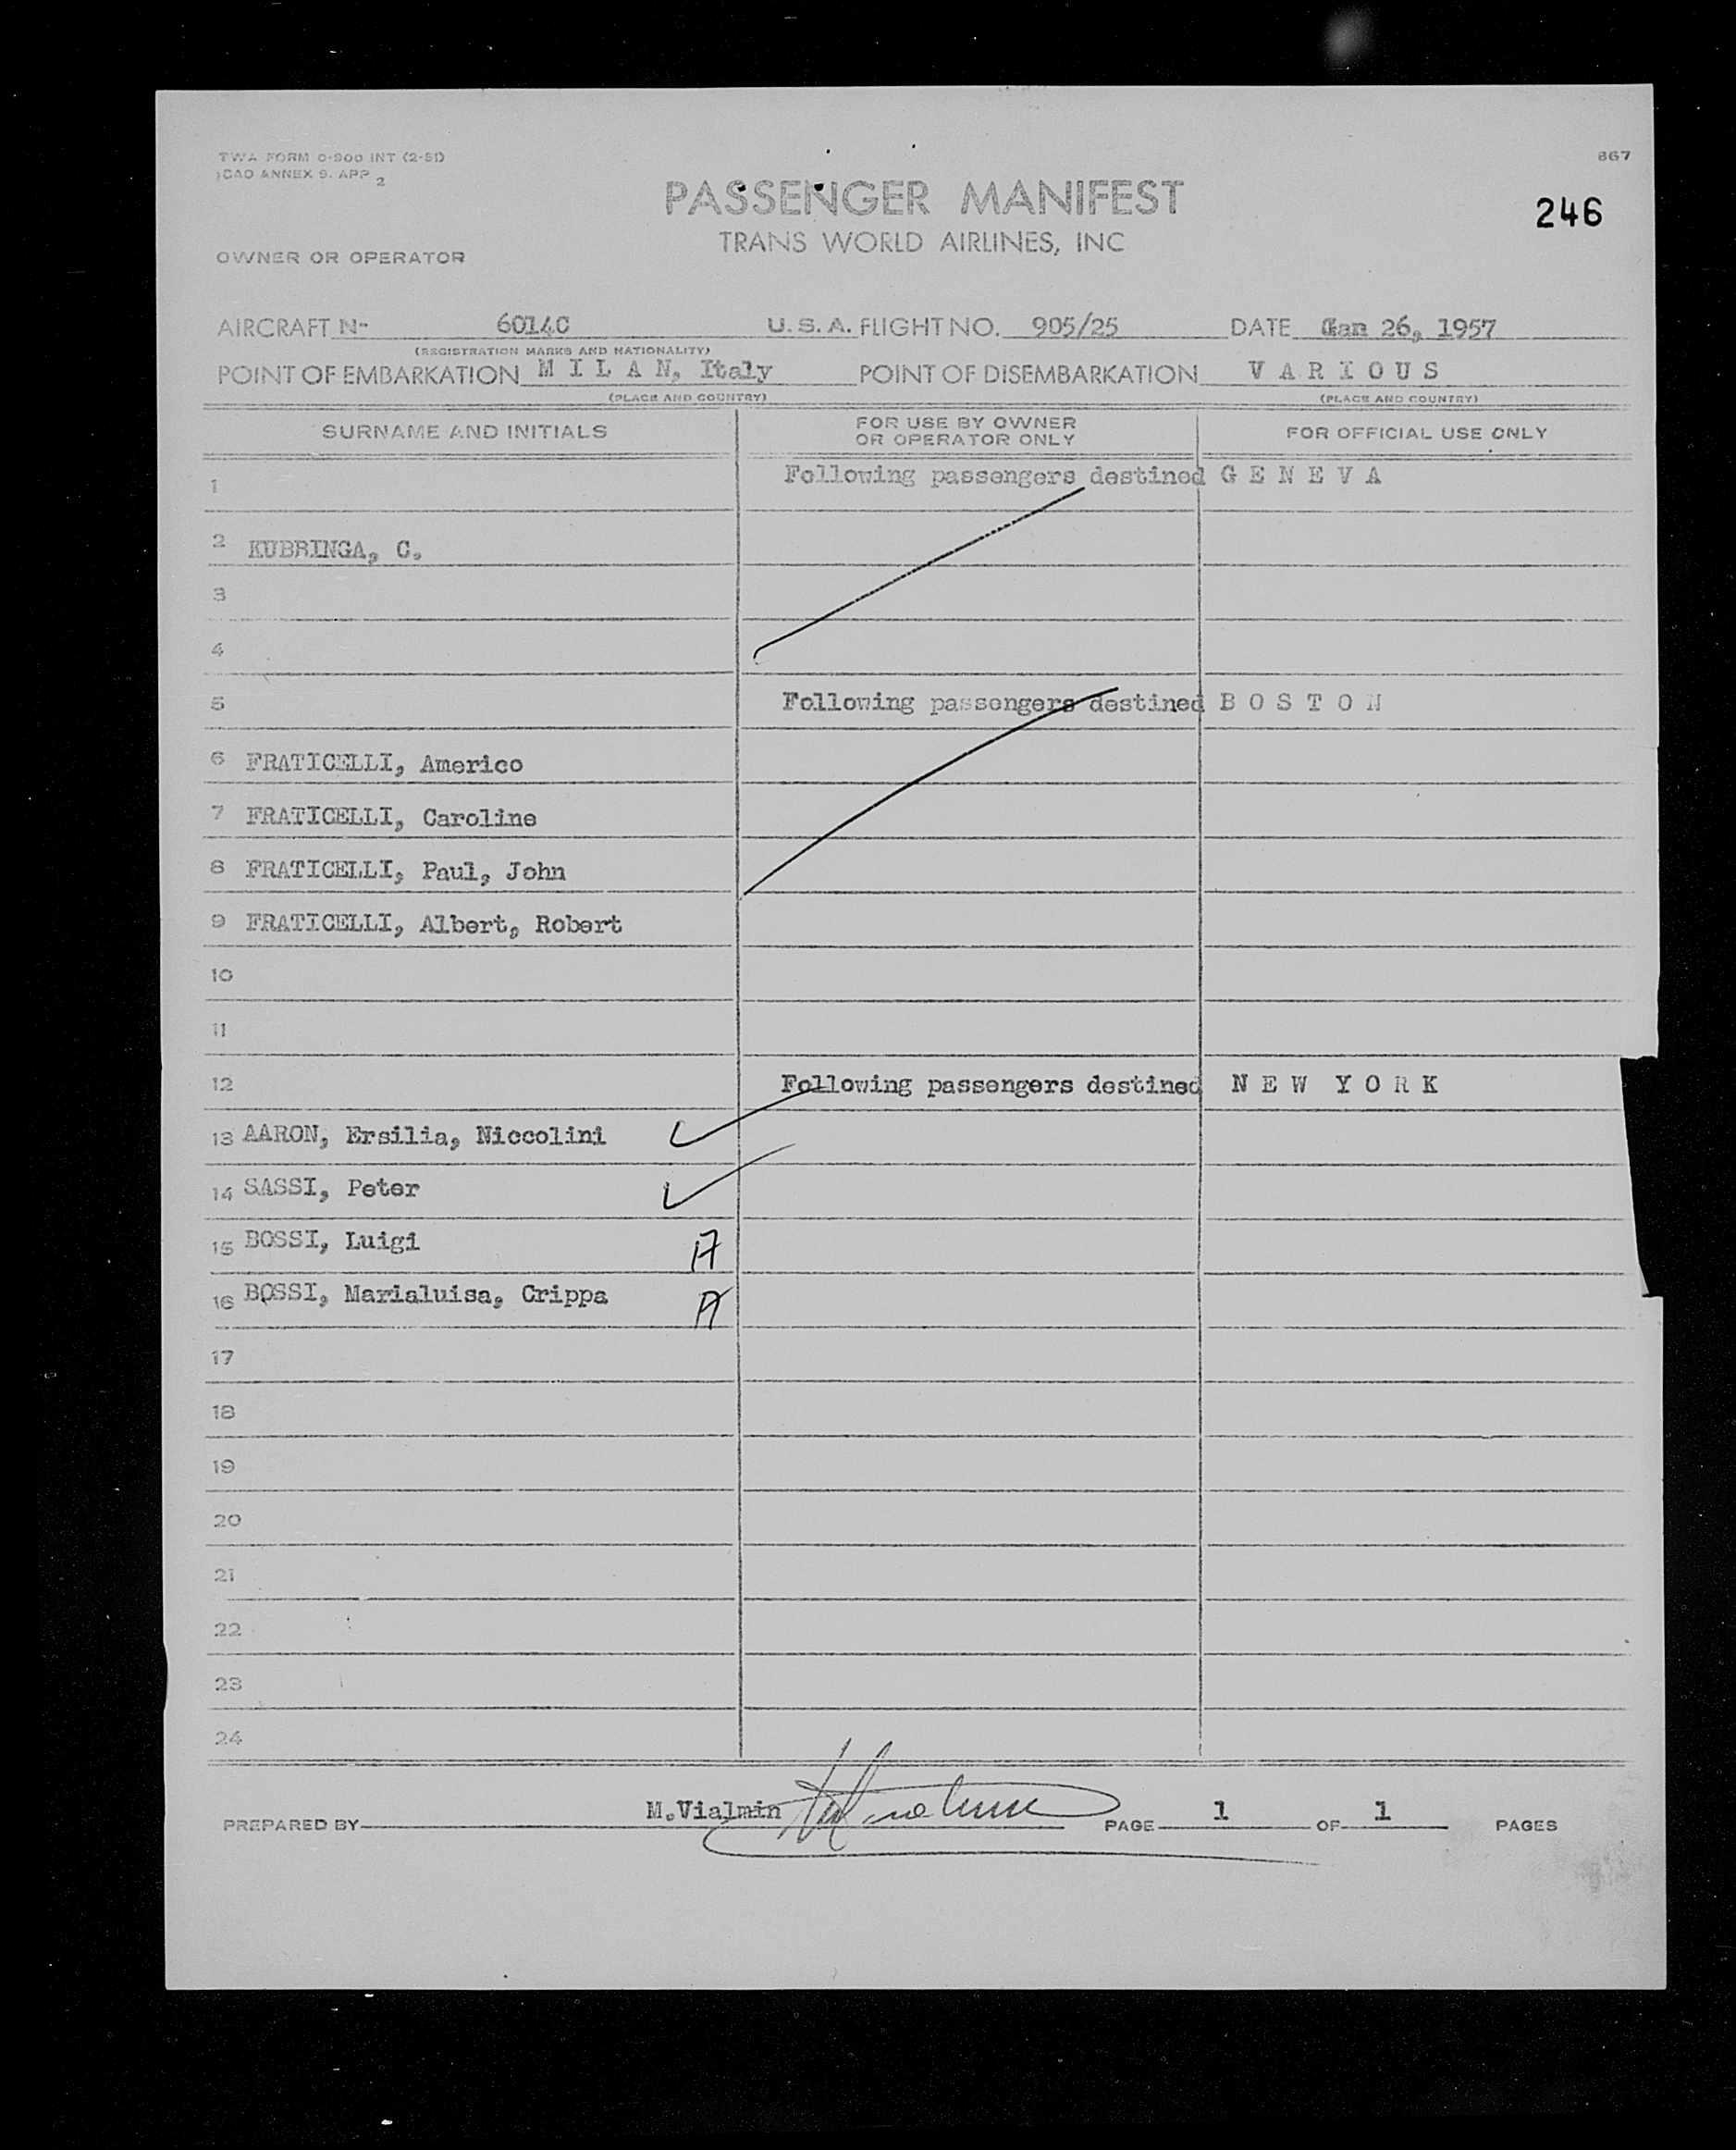 TWA FORM 0-900 INT (2-51)
ICAO ANNEX 9. APP 2
867
PASSENGER MANIFEST
246
TRANS WORLD AIRLINES, INC
OWNER OR OPERATOR
AIRCRAFT N- 6014C U.S.A. FLIGHT NO. 905/25 DATE Jan 26, 1957
(REGISTRATION MARKS AND NATIONALITY)
POINT OF EMBARKATION M I L A N, Italy POINT OF DISEMBARKATION V A R I O U S
(PLACE AND COUNTRY) (PLACE AND COUNTRY)
SURNAME AND INITIALS FOR USE BY OWNER OR OPERATOR ONLY FOR OFFICIAL USE ONLY
1 Following passengers destined G E N E V A
2 KUBRINGA, C.
3
4
5 Following passengers destined B O S T O N
6 FRATICELLI, Americo
7 FRATICELLI, Caroline
8 FRATICELLI, Paul, John
9 FRATICELLI, Albert, Robert
10
11
12 Following passengers destined N E W Y O R K
13 AARON, Ersilia, Niccolini
14 SASSI, Peter
15 BOSSI, Luigi A
16 BOSSI, Marialuisa, Crippa A
17
18
19
20
21
22
23
24
PREPARED BY M.Vialmin PAGE 1 OF 1 PAGES